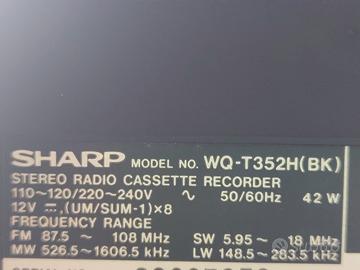 SHARP MODEL NO. WQ-T352H(BK)
STEREO RADIO CASSETTE RECORDER
110~120/220~240V ~ 50/60Hz 42W
12V ⎓,(UM/SUM-1)×8
FREQUENCY RANGE
FM 87.5 ~ 108 MHz SW 5.95 ~ 18 MHz
MW 526.5~1606.5 kHz LW 148.5~283.5 kHz